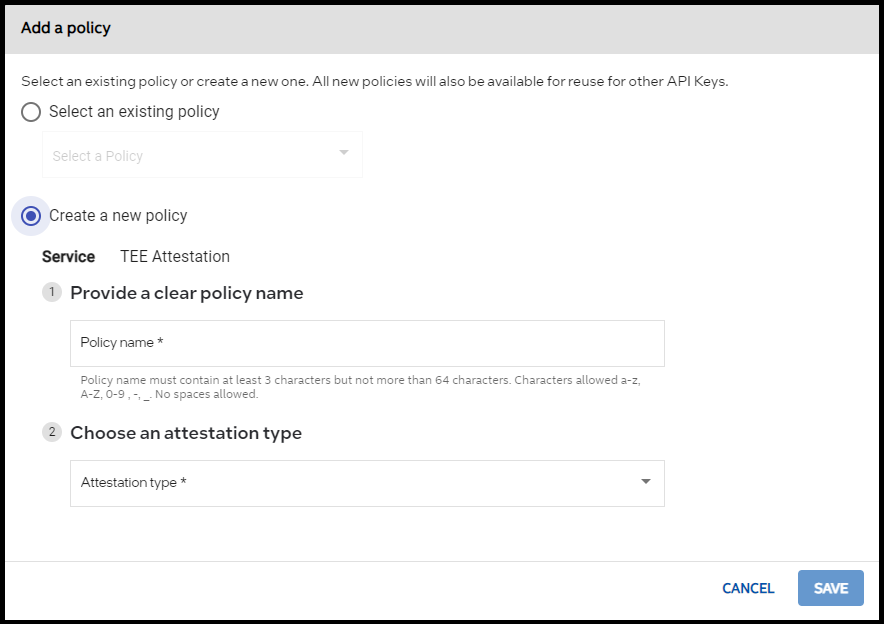 Add a policy
Select an existing policy or create a new one. All new policies will also be available for reuse for other API Keys.
Select an existing policy
Select a Policy
Create a new policy
Service TEE Attestation
1 Provide a clear policy name
Policy name *
Policy name must contain at least 3 characters but not more than 64 characters. Characters allowed a-z,
A-Z, 0-9 , -, _. No spaces allowed.
2 Choose an attestation type
Attestation type *
CANCEL SAVE